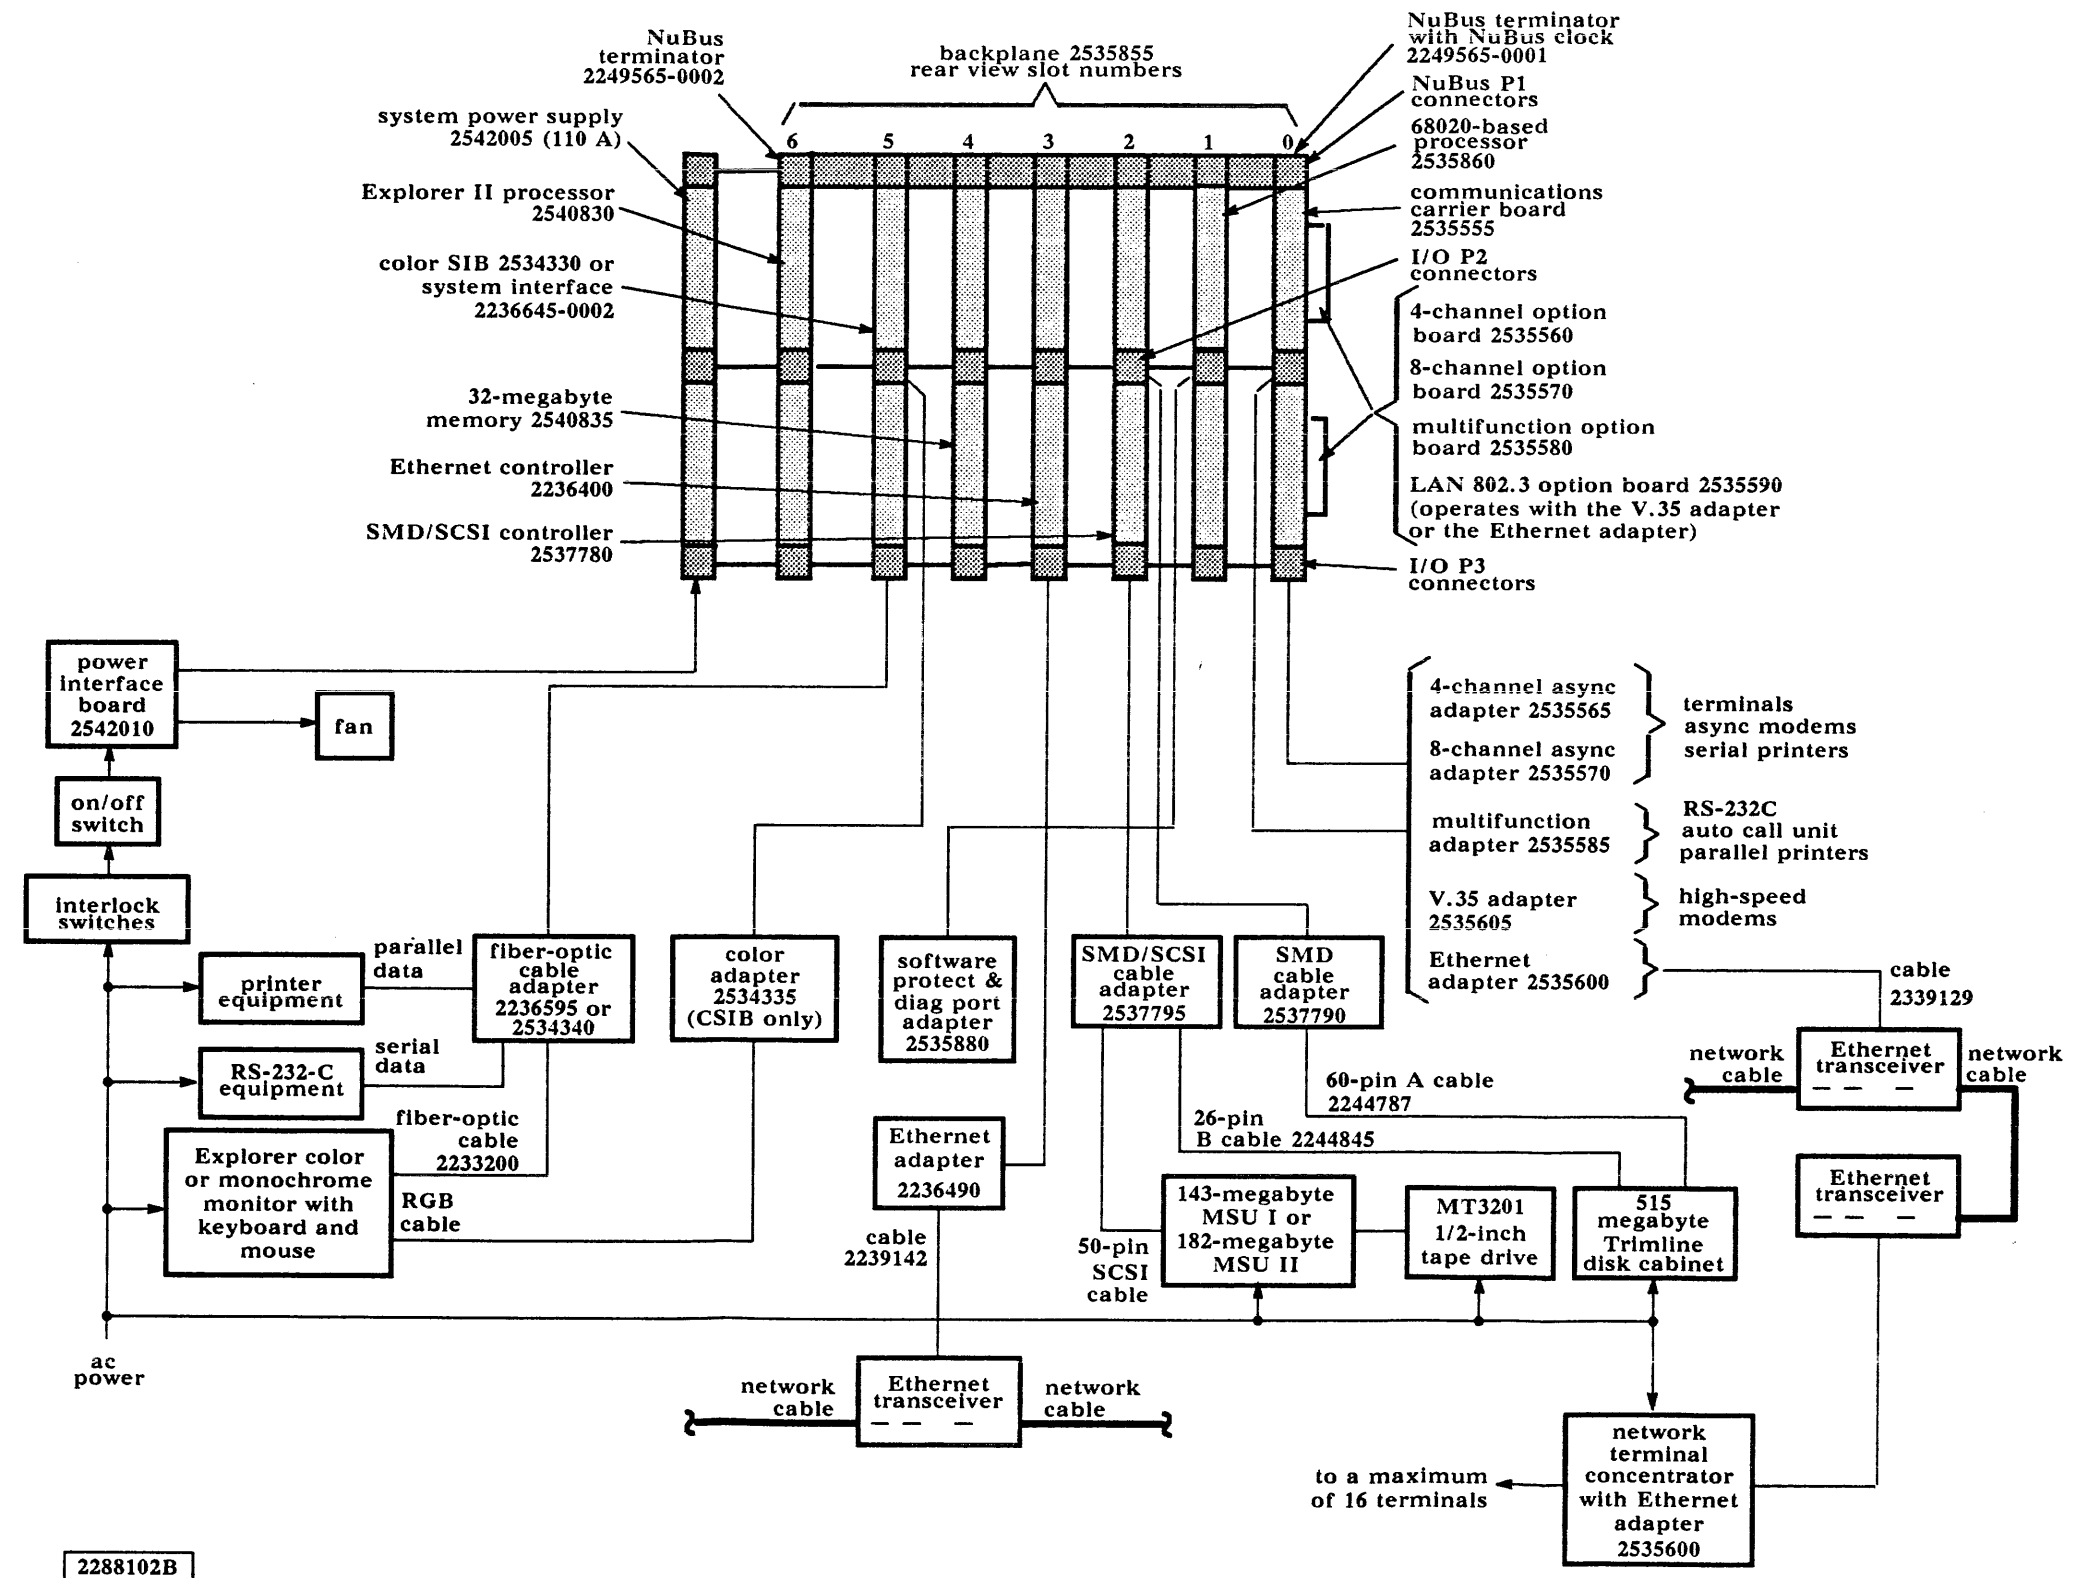 NuBus
terminator
2249565-0002
backplane 2535855
rear view slot numbers
NuBus terminator
with NuBus clock
2249565-0001
NuBus P1
connectors
system power supply
2542005 (110 A)
6 5 4 3 2 1 0
68020-based
processor
2535860
Explorer II processor
2540830
communications
carrier board
2535555
color SIB 2534330 or
system interface
2236645-0002
I/O P2
connectors
4-channel option
board 2535560
8-channel option
board 2535570
32-megabyte
memory 2540835
multifunction option
board 2535580
Ethernet controller
2236400
LAN 802.3 option board 2535590
(operates with the V.35 adapter
or the Ethernet adapter)
SMD/SCSI controller
2537780
I/O P3
connectors
power
interface
board
2542010
fan
on/off
switch
interlock
switches
4-channel async
adapter 2535565
8-channel async
adapter 2535570
terminals
async modems
serial printers
multifunction
adapter 2535585
RS-232C
auto call unit
parallel printers
V.35 adapter
2535605
high-speed
modems
Ethernet
adapter 2535600
cable
2339129
printer
equipment
parallel
data
fiber-optic
cable
adapter
2236595 or
2534340
color
adapter
2534335
(CSIB only)
software
protect &
diag port
adapter
2535880
SMD/SCSI
cable
adapter
2537795
SMD
cable
adapter
2537790
RS-232-C
equipment
serial
data
network
cable
Ethernet
transceiver
network
cable
60-pin A cable
2244787
26-pin
B cable 2244845
fiber-optic
cable
2233200
Explorer color
or monochrome
monitor with
keyboard and
mouse
RGB
cable
Ethernet
adapter
2236490
cable
2239142
50-pin
SCSI
cable
143-megabyte
MSU I or
182-megabyte
MSU II
MT3201
1/2-inch
tape drive
515
megabyte
Trimline
disk cabinet
Ethernet
transceiver
ac
power
network
cable
Ethernet
transceiver
network
cable
to a maximum
of 16 terminals
network
terminal
concentrator
with Ethernet
adapter
2535600
2288102B